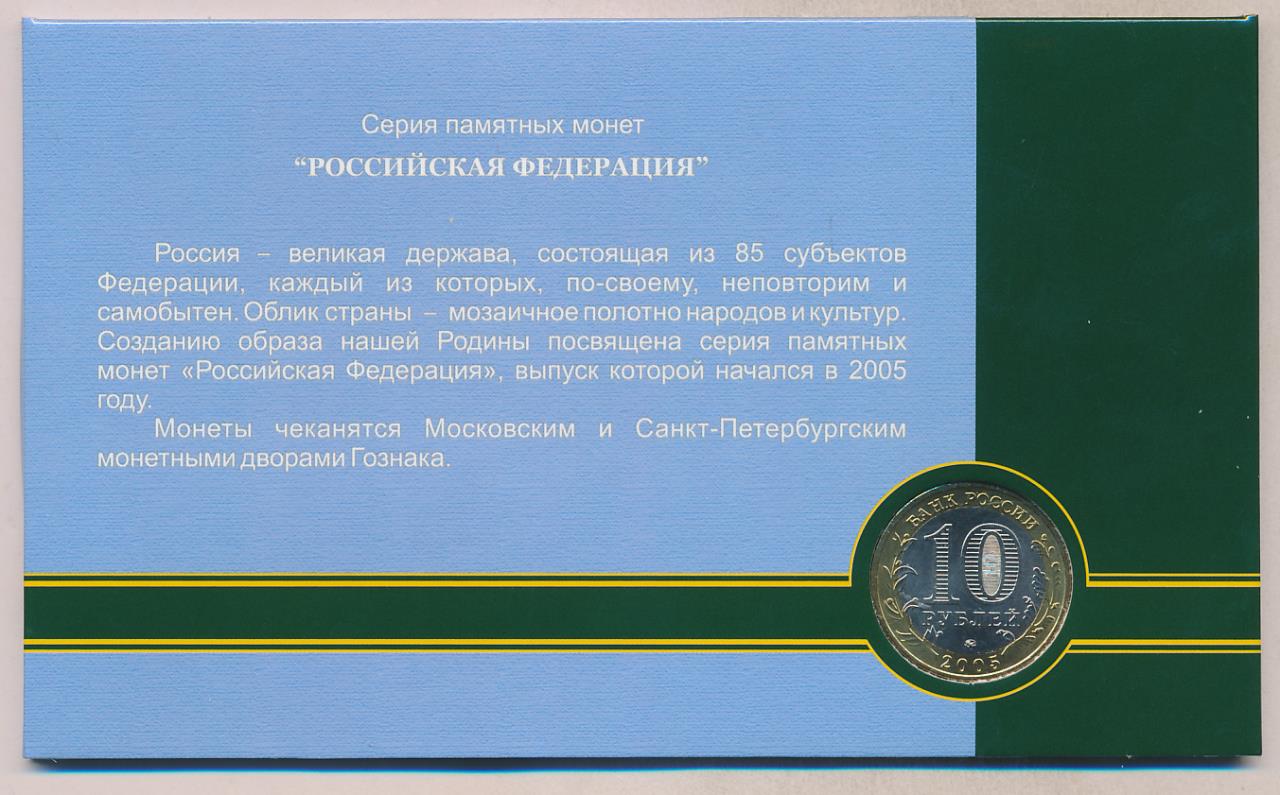 Серия памятных монет
“РОССИЙСКАЯ ФЕДЕРАЦИЯ”
Россия – великая держава, состоящая из 85 субъектов
Федерации, каждый из которых, по-своему, неповторим и
самобытен. Облик страны – мозаичное полотно народов и культур.
Созданию образа нашей Родины посвящена серия памятных
монет «Российская Федерация», выпуск которой начался в 2005
году.
Монеты чеканятся Московским и Санкт-Петербургским
монетными дворами Гознака.
БАНК РОССИИ
10
РУБЛЕЙ
2005